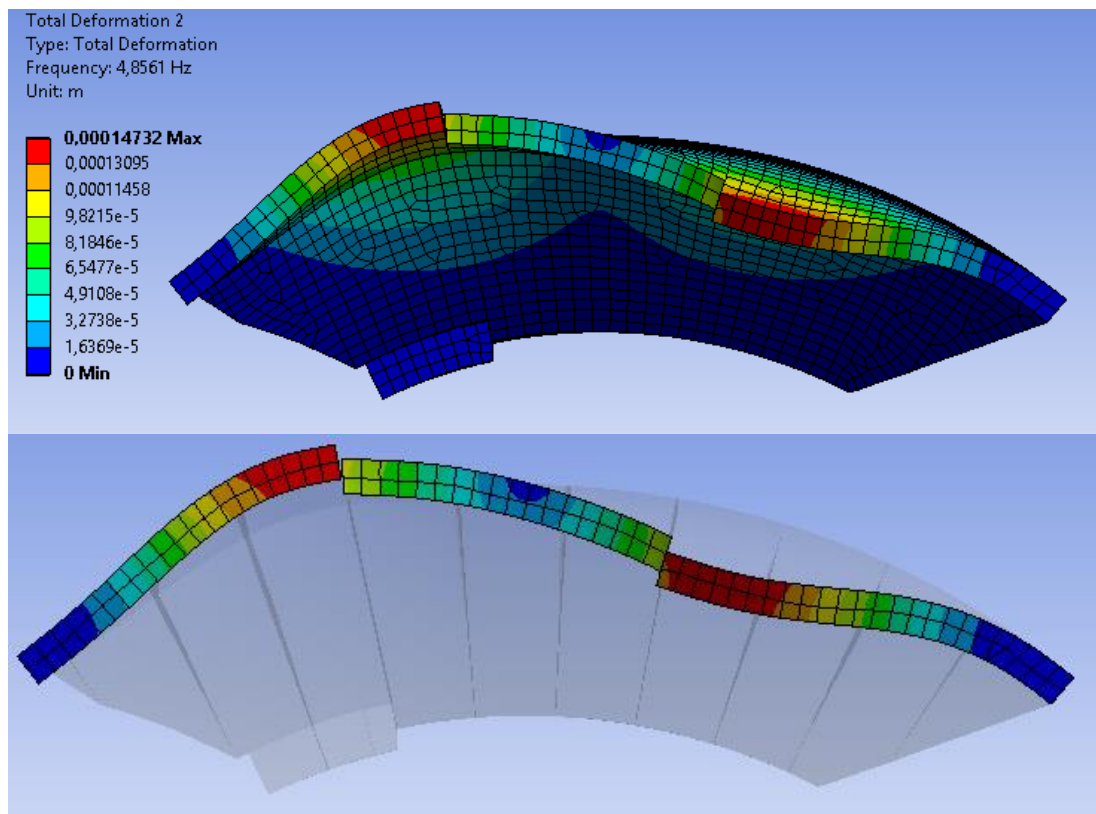 Total Deformation 2
Type: Total Deformation
Frequency: 4,8561 Hz
Unit: m
0,00014732 Max
0,00013095
0,00011458
9,8215e-5
8,1846e-5
6,5477e-5
4,9108e-5
3,2738e-5
1,6369e-5
0 Min